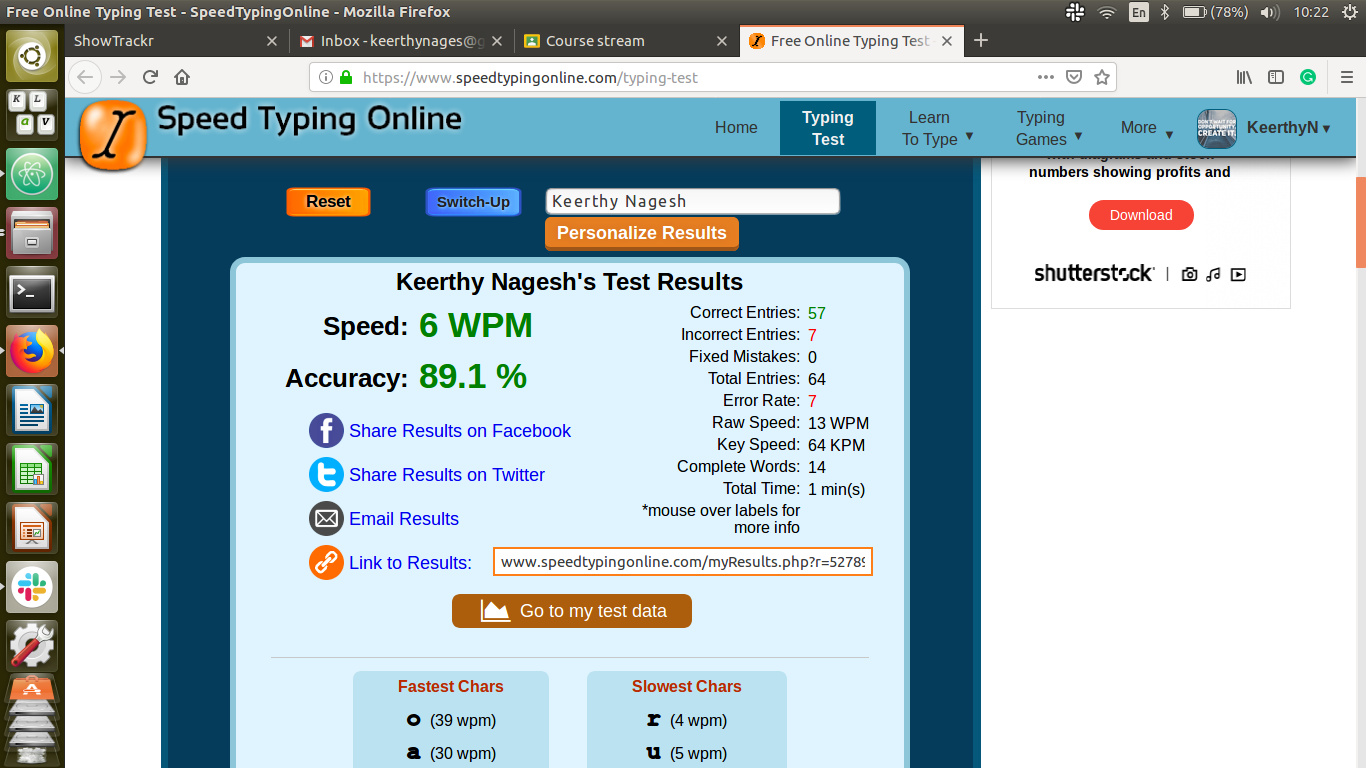 Free Online Typing Test - SpeedTypingOnline - Mozilla Firefox
En
(78%)
10:22
ShowTrackr
Inbox - keerthynages@g
Course stream
Free Online Typing Test
https://www.speedtypingonline.com/typing-test
Speed Typing Online
Home
Typing
Test
Learn
To Type
Typing
Games
More
DON'T WAIT FOR
OPPORTUNITY.
CREATE IT.
KeerthyN
numbers showing profits and
Download
shutterstock
Reset
Switch-Up
Keerthy Nagesh
Personalize Results
Keerthy Nagesh's Test Results
Speed: 6 WPM
Accuracy: 89.1 %
Share Results on Facebook
Share Results on Twitter
Email Results
Link to Results: www.speedtypingonline.com/myResults.php?r=5278
Correct Entries: 57
Incorrect Entries: 7
Fixed Mistakes: 0
Total Entries: 64
Error Rate: 7
Raw Speed: 13 WPM
Key Speed: 64 KPM
Complete Words: 14
Total Time: 1 min(s)
*mouse over labels for
more info
Go to my test data
Fastest Chars
o (39 wpm)
a (30 wpm)
Slowest Chars
r (4 wpm)
u (5 wpm)